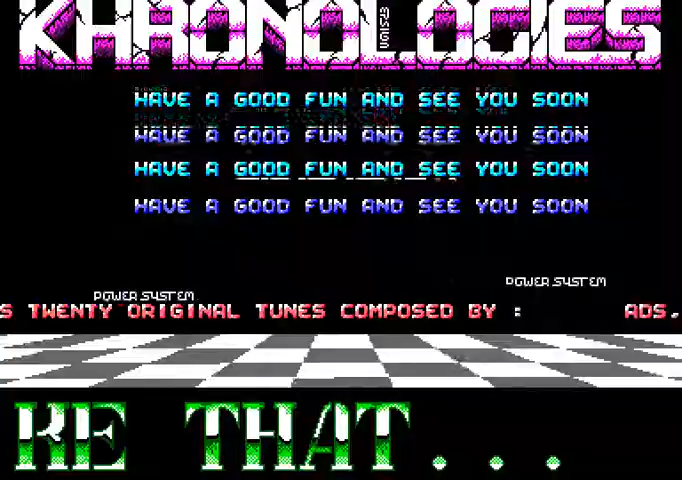 KHRONOLOGIES
HAVE A GOOD FUN AND SEE YOU SOON
HAVE A GOOD FUN AND SEE YOU SOON
HAVE A GOOD FUN AND SEE YOU SOON
HAVE A GOOD FUN AND SEE YOU SOON
POWER SYSTEM
POWER SYSTEM
S TWENTY ORIGINAL TUNES COMPOSED BY : ADS.
KE THAT...